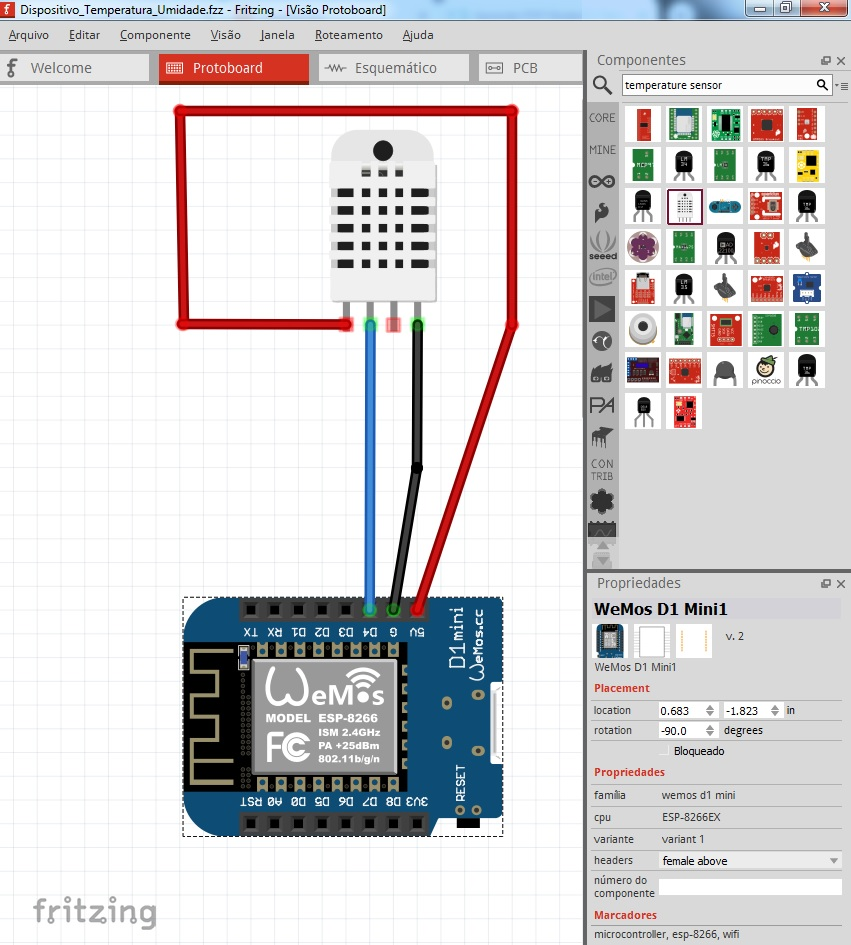 Dispositivo_Temperatura_Umidade.fzz - Fritzing - [Visão Protoboard]
Arquivo Editar Componente Visão Janela Roteamento Ajuda
Welcome Protoboard Esquemático PCB
Componentes
temperature sensor
CORE
MINE
seeed
intel
PA
CON
TRIB
pinoccio
TX RX D1 D2 D3 D4 G 5V
D1 mini
WeMos.cc
WeMos
MODEL ESP-8266
ISM 2.4GHz
PA +25dBm
802.11b/g/n
FC
RESET
RST A0 D0 D5 D6 D7 D8 3V3
fritzing
Propriedades
WeMos D1 Mini1
v. 2
WeMos D1 Mini1
Placement
location 0.683 -1.823 in
rotation -90.0 degrees
Bloqueado
Propriedades
família wemos d1 mini
cpu ESP-8266EX
variante variant 1
headers female above
número do
componente
Marcadores
microcontroller, esp-8266, wifi